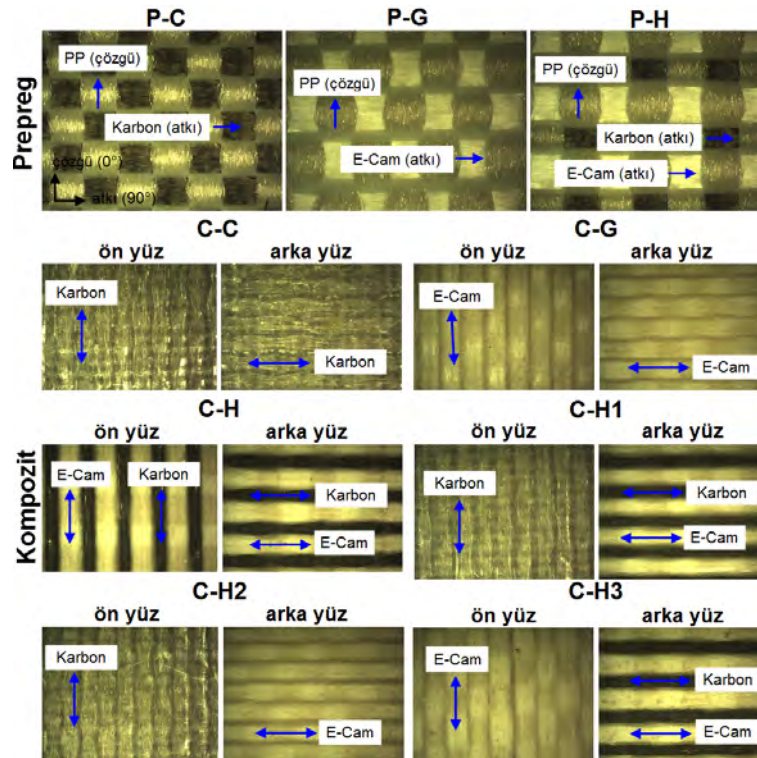 P-C
P-G
P-H
Prepreg
PP (çözgü)
Karbon (atkı)
çözgü (0°)
atkı (90°)
PP (çözgü)
E-Cam (atkı)
PP (çözgü)
Karbon (atkı)
E-Cam (atkı)
C-C
C-G
ön yüz
arka yüz
ön yüz
arka yüz
Karbon
Karbon
E-Cam
E-Cam
Kompozit
C-H
C-H1
ön yüz
arka yüz
ön yüz
arka yüz
E-Cam
Karbon
Karbon
E-Cam
Karbon
Karbon
E-Cam
C-H2
C-H3
ön yüz
arka yüz
ön yüz
arka yüz
Karbon
E-Cam
E-Cam
Karbon
E-Cam